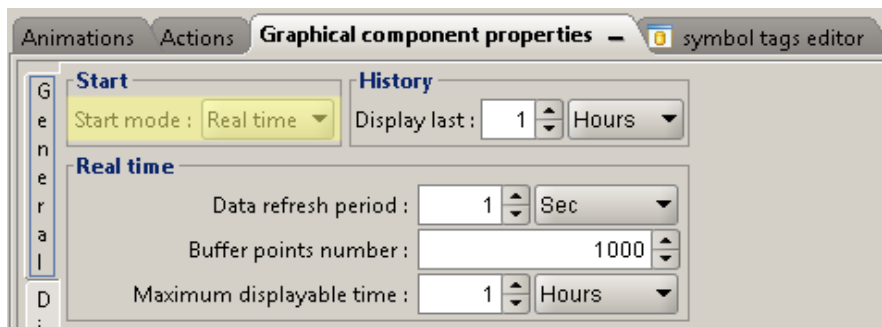 Animations Actions Graphical component properties symbol tags editor
General
Start
Start mode : Real time
History
Display last : 1 Hours
Real time
Data refresh period : 1 Sec
Buffer points number : 1000
Maximum displayable time : 1 Hours
D